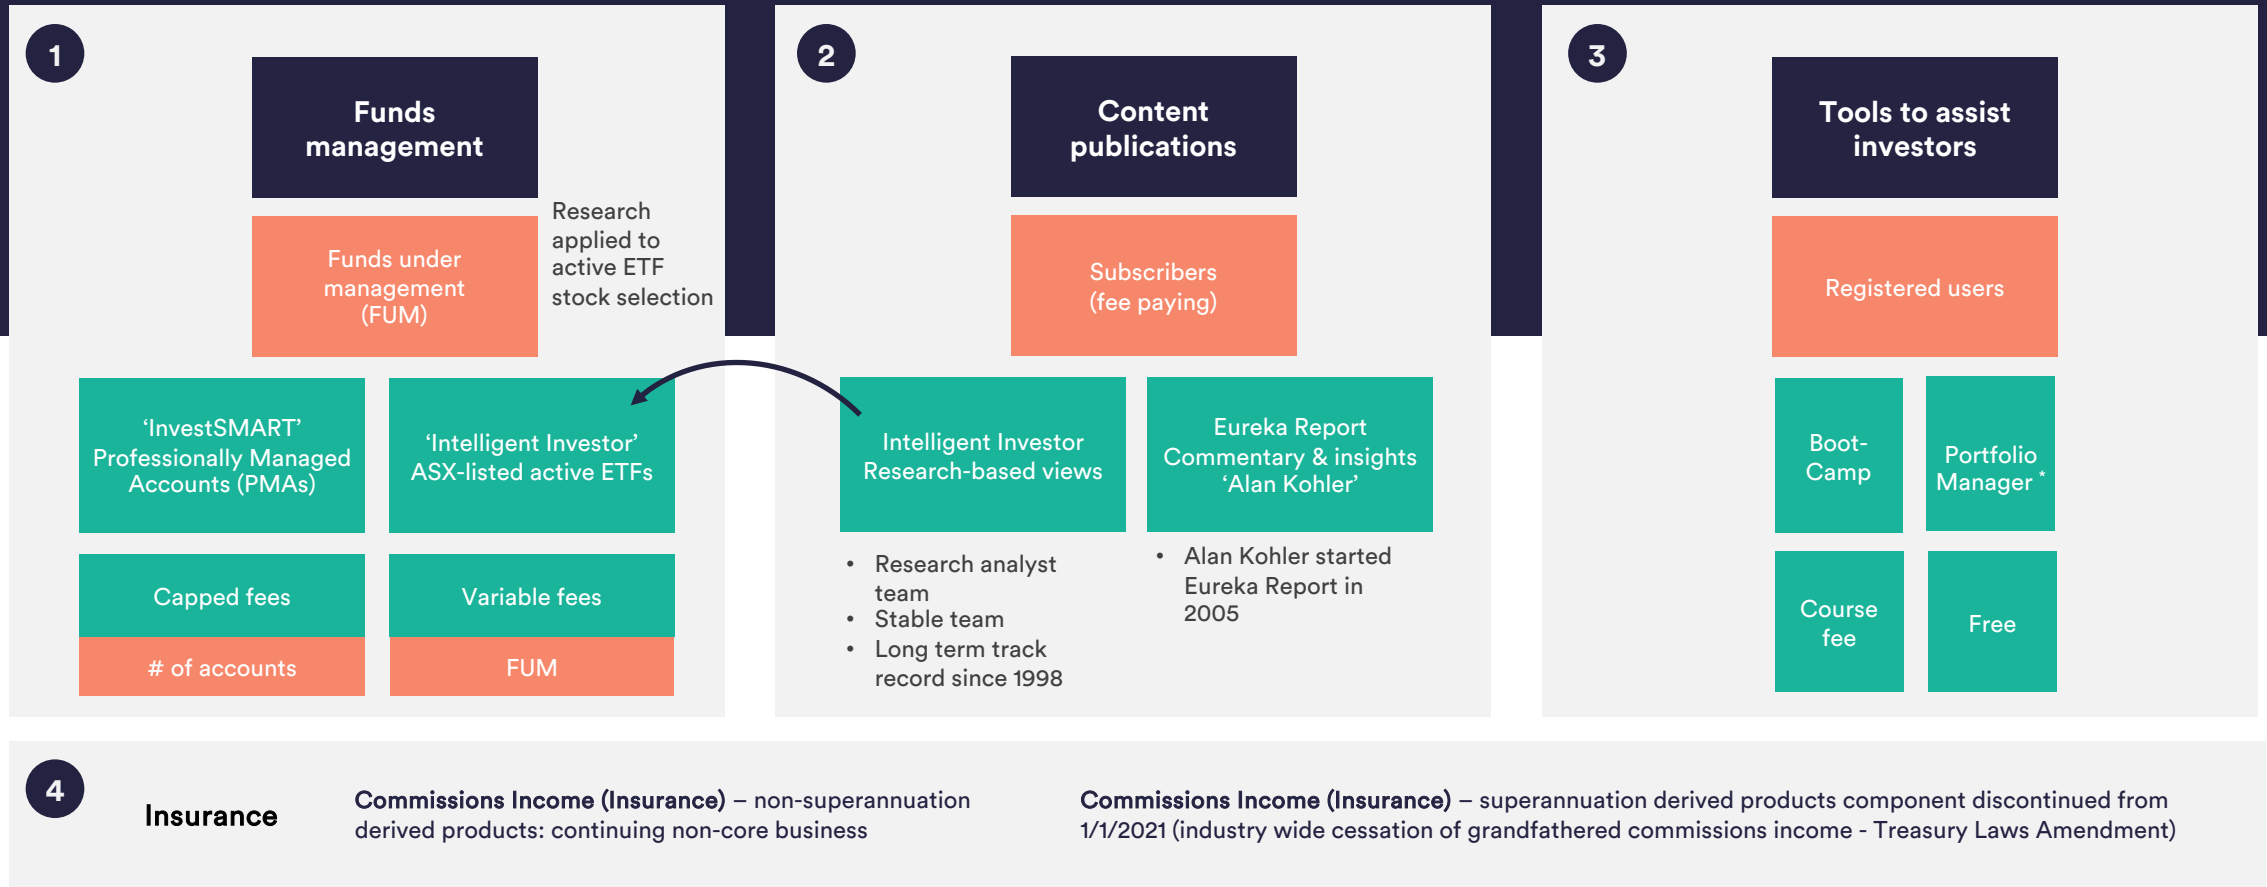 1
Funds
management
Research
applied to
active ETF
stock selection
Funds under
management
(FUM)
‘InvestSMART’
Professionally Managed
Accounts (PMAs)
‘Intelligent Investor’
ASX-listed active ETFs
Capped fees
Variable fees
# of accounts
FUM
2
Content
publications
Subscribers
(fee paying)
Intelligent Investor
Research-based views
Eureka Report
Commentary & insights
‘Alan Kohler’
• Research analyst
team
• Stable team
• Long term track
record since 1998
• Alan Kohler started
Eureka Report in
2005
3
Tools to assist
investors
Registered users
Boot-
Camp
Portfolio
Manager *
Course
fee
Free
4
Insurance
Commissions Income (Insurance) – non-superannuation
derived products: continuing non-core business
Commissions Income (Insurance) – superannuation derived products component discontinued from
1/1/2021 (industry wide cessation of grandfathered commissions income - Treasury Laws Amendment)